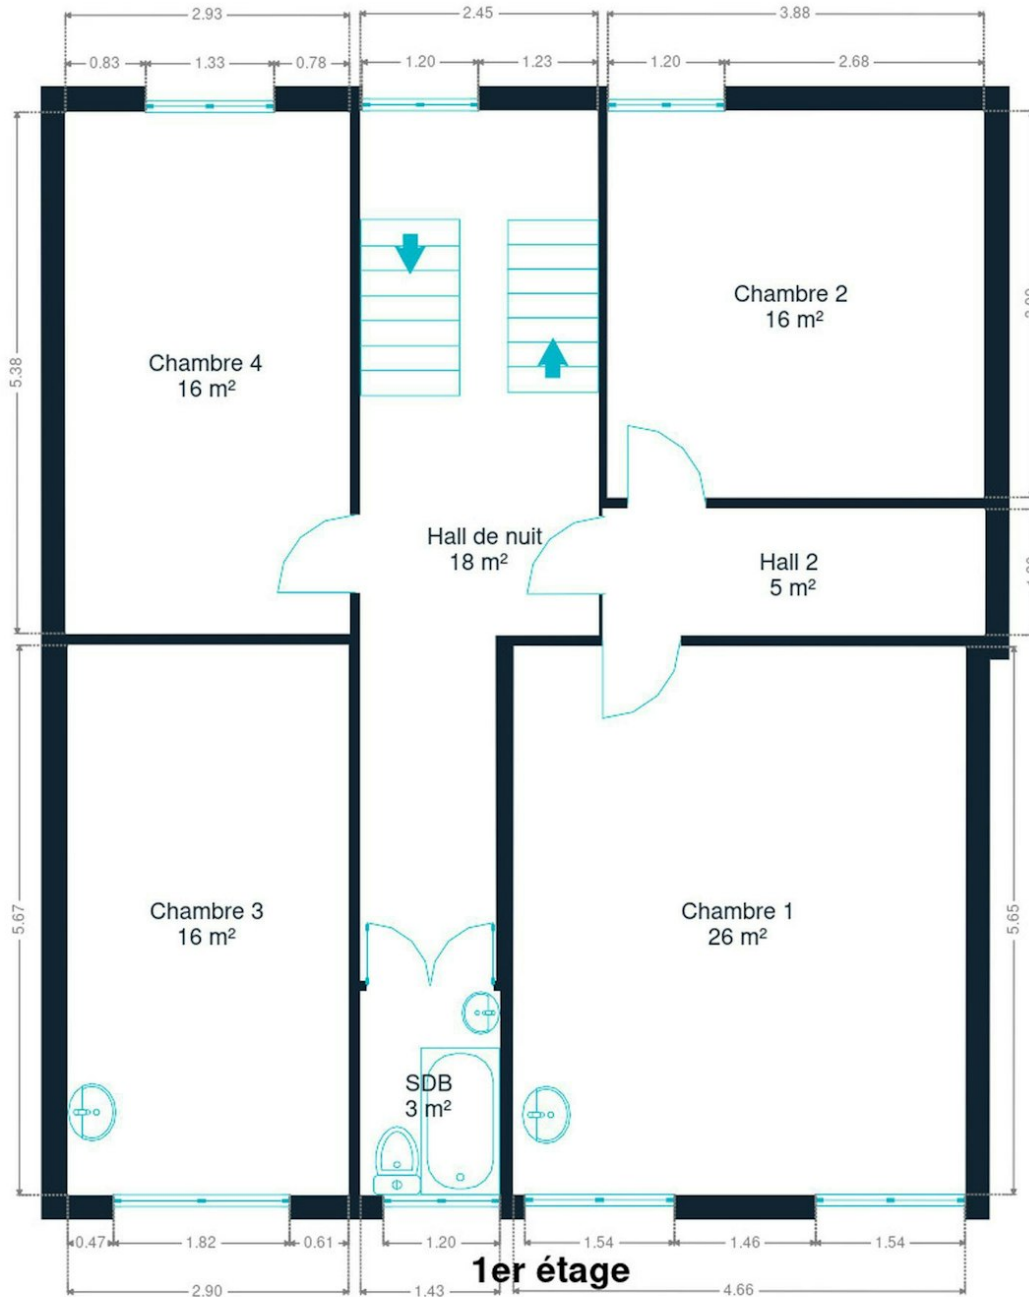 2.93
2.45
3.88
0.83
1.33
0.78
1.20
1.23
1.20
2.68
Chambre 2
16 m²
Chambre 4
16 m²
5.38
Hall de nuit
18 m²
Hall 2
5 m²
Chambre 3
16 m²
Chambre 1
26 m²
5.67
5.65
SDB
3 m²
0.47
1.82
0.61
1.20
1.54
1.46
1.54
1er étage
2.90
1.43
4.66